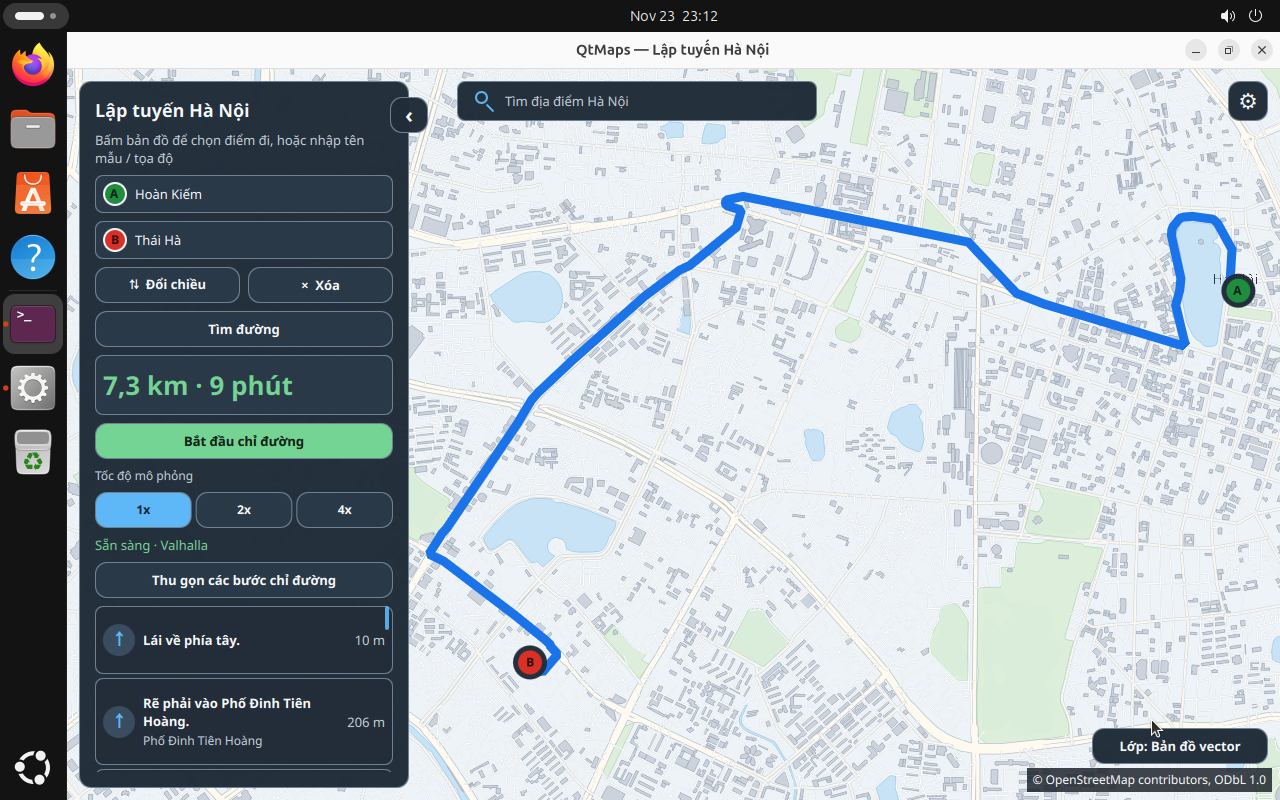 Nov 23 23:12
QtMaps — Lập tuyến Hà Nội
Lập tuyến Hà Nội
Bấm bản đồ để chọn điểm đi, hoặc nhập tên
mẫu / tọa độ
A Hoàn Kiếm
B Thái Hà
⇅ Đổi chiều
× Xóa
Tìm đường
7,3 km · 9 phút
Bắt đầu chỉ đường
Tốc độ mô phỏng
1x 2x 4x
Sẵn sàng · Valhalla
Thu gọn các bước chỉ đường
Lái về phía tây. 10 m
Rẽ phải vào Phố Đinh Tiên
Hoàng. 206 m
Phố Đinh Tiên Hoàng
Tìm địa điểm Hà Nội
A
B
Lớp: Bản đồ vector
© OpenStreetMap contributors, ODbL 1.0